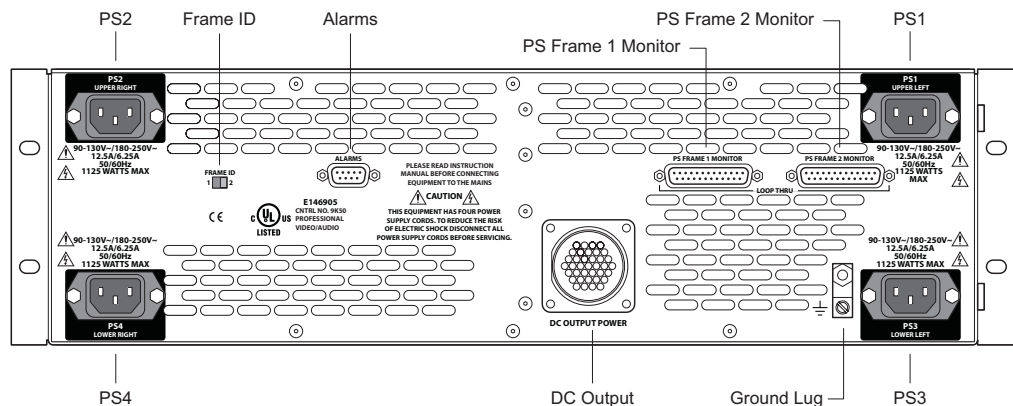 PS2
Frame ID
Alarms
PS Frame 1 Monitor
PS Frame 2 Monitor
PS1
PS2
UPPER RIGHT
90-130V~/180-250V~
12.5A/6.25A
50/60Hz
1125 WATTS MAX
FRAME ID
1 2
ALARMS
PLEASE READ INSTRUCTION
MANUAL BEFORE CONNECTING
EQUIPMENT TO THE MAINS
CAUTION
THIS EQUIPMENT HAS FOUR POWER
SUPPLY CORDS. TO REDUCE THE RISK
OF ELECTRIC SHOCK DISCONNECT ALL
POWER SUPPLY CORDS BEFORE SERVICING.
CE
C UL US
LISTED
E146905
CNTRL NO. 9K50
PROFESSIONAL
VIDEO/AUDIO
PS FRAME 1 MONITOR
PS FRAME 2 MONITOR
LOOP THRU
PS1
UPPER LEFT
90-130V~/180-250V~
12.5A/6.25A
50/60Hz
1125 WATTS
MAX
90-130V~/180-250V~
12.5A/6.25A
50/60Hz
1125 WATTS MAX
PS4
LOWER RIGHT
DC OUTPUT POWER
90-130V~/180-250V~
12.5A/6.25A
50/60Hz
1125 WATTS MAX
PS3
LOWER LEFT
PS4
DC Output
Ground Lug
PS3